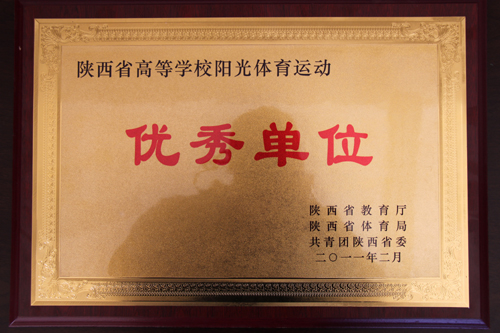 陕西省高等学校阳光体育运动
优秀单位
陕西省教育厅
陕西省体育局
共青团陕西省委
二〇一一年二月